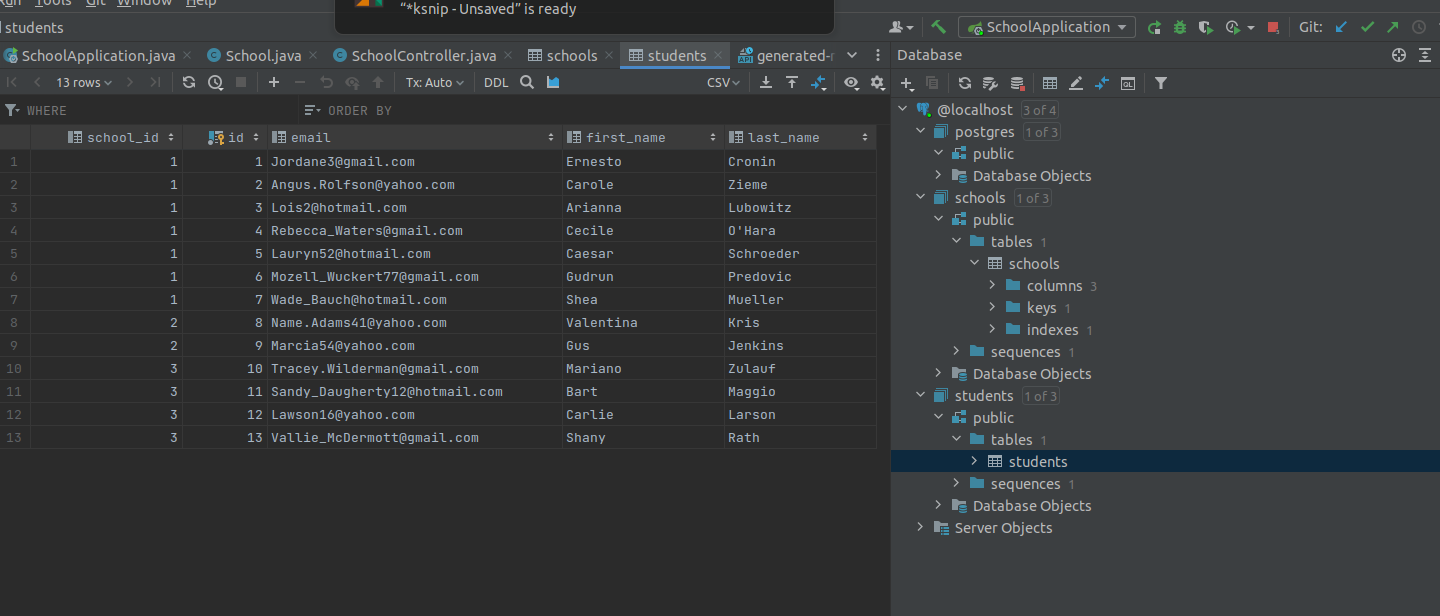 Run Tools Git Window Help
“*ksnip - Unsaved” is ready
students
SchoolApplication
Git:
SchoolApplication.java School.java SchoolController.java schools students generated-r
Database
13 rows Tx: Auto DDL CSV
WHERE ORDER BY
school_id id email first_name last_name
1 1 1 Jordane3@gmail.com Ernesto Cronin
2 1 2 Angus.Rolfson@yahoo.com Carole Zieme
3 1 3 Lois2@hotmail.com Arianna Lubowitz
4 1 4 Rebecca_Waters@gmail.com Cecile O'Hara
5 1 5 Lauryn52@hotmail.com Caesar Schroeder
6 1 6 Mozell_Wuckert77@gmail.com Gudrun Predovic
7 1 7 Wade_Bauch@hotmail.com Shea Mueller
8 2 8 Name.Adams41@yahoo.com Valentina Kris
9 2 9 Marcia54@yahoo.com Gus Jenkins
10 3 10 Tracey.Wilderman@gmail.com Mariano Zulauf
11 3 11 Sandy_Daugherty12@hotmail.com Bart Maggio
12 3 12 Lawson16@yahoo.com Carlie Larson
13 3 13 Vallie_McDermott@gmail.com Shany Rath
@localhost 3 of 4
postgres 1 of 3
public
Database Objects
schools 1 of 3
public
tables 1
schools
columns 3
keys 1
indexes 1
sequences 1
Database Objects
students 1 of 3
public
tables 1
students
sequences 1
Database Objects
Server Objects